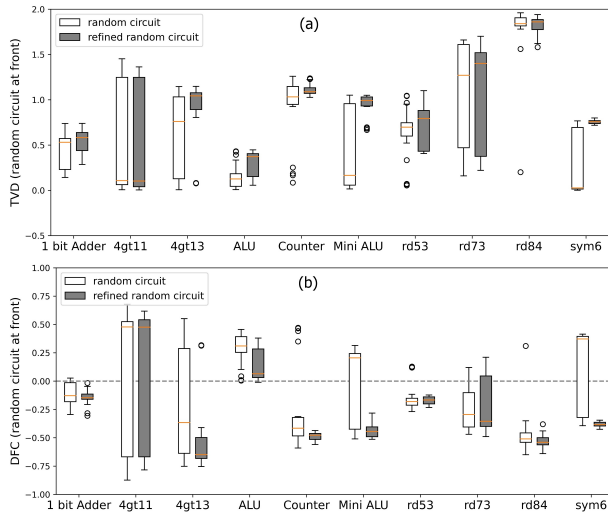 (a)
random circuit
refined random circuit
TVD (random circuit at front)
2.0
1.5
1.0
0.5
0.0
−0.5
1 bit Adder 4gt11 4gt13 ALU Counter Mini ALU rd53 rd73 rd84 sym6
(b)
random circuit
refined random circuit
DFC (random circuit at front)
1.00
0.75
0.50
0.25
0.00
−0.25
−0.50
−0.75
−1.00
1 bit Adder 4gt11 4gt13 ALU Counter Mini ALU rd53 rd73 rd84 sym6